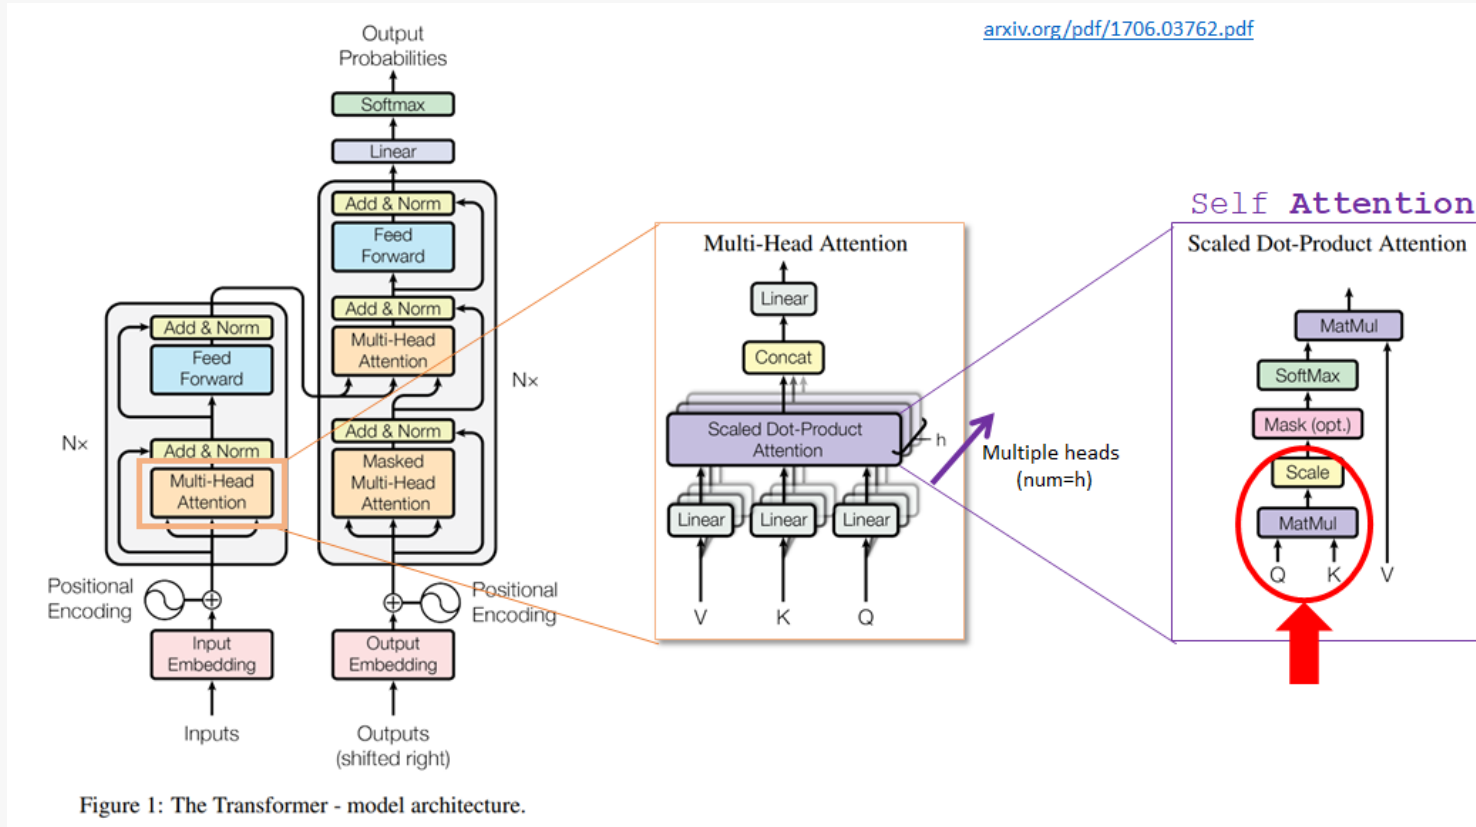 arxiv.org/pdf/1706.03762.pdf
Output
Probabilities
Softmax
Linear
Add & Norm
Feed
Forward
Add & Norm
Multi-Head
Attention
Add & Norm
Masked
Multi-Head
Attention
Nx
Add & Norm
Feed
Forward
Add & Norm
Multi-Head
Attention
Nx
Positional
Encoding
Positional
Encoding
Input
Embedding
Output
Embedding
Inputs
Outputs
(shifted right)
Figure 1: The Transformer - model architecture.
Multi-Head Attention
Linear
Concat
Scaled Dot-Product
Attention
h
Linear
Linear
Linear
V
K
Q
Multiple heads
(num=h)
Self Attention
Scaled Dot-Product Attention
MatMul
SoftMax
Mask (opt.)
Scale
MatMul
Q
K
V